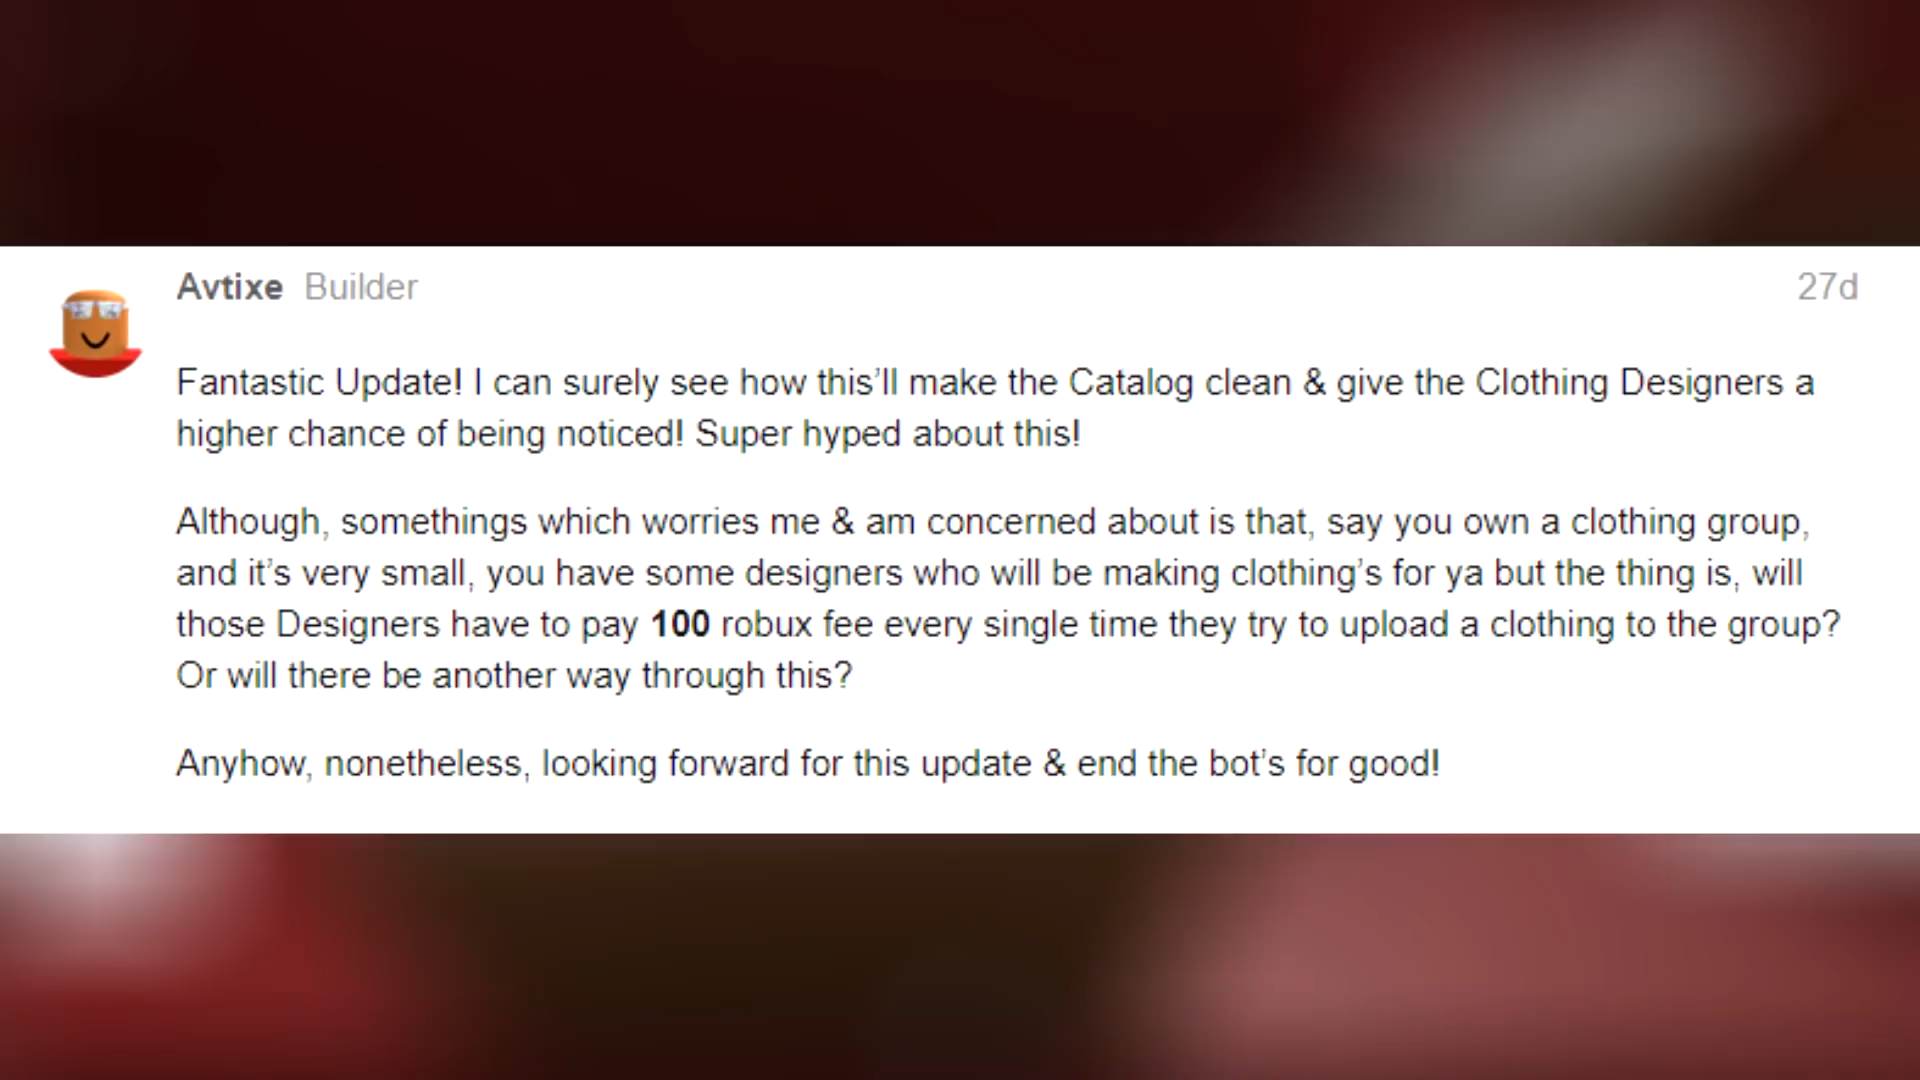 Avtixe Builder 27d
Fantastic Update! I can surely see how this’ll make the Catalog clean & give the Clothing Designers a
higher chance of being noticed! Super hyped about this!
Although, somethings which worries me & am concerned about is that, say you own a clothing group,
and it’s very small, you have some designers who will be making clothing’s for ya but the thing is, will
those Designers have to pay 100 robux fee every single time they try to upload a clothing to the group?
Or will there be another way through this?
Anyhow, nonetheless, looking forward for this update & end the bot’s for good!